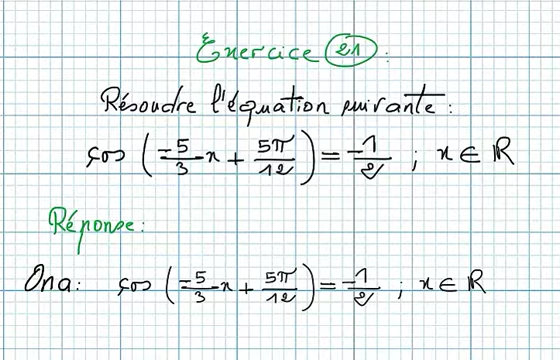 Exercice 21 :
Résoudre l'équation suivante :
cos (-5/3 x + 5π/12) = -1/2 ; x ∈ ℝ
Réponse :
On a : cos (-5/3 x + 5π/12) = -1/2 ; x ∈ ℝ